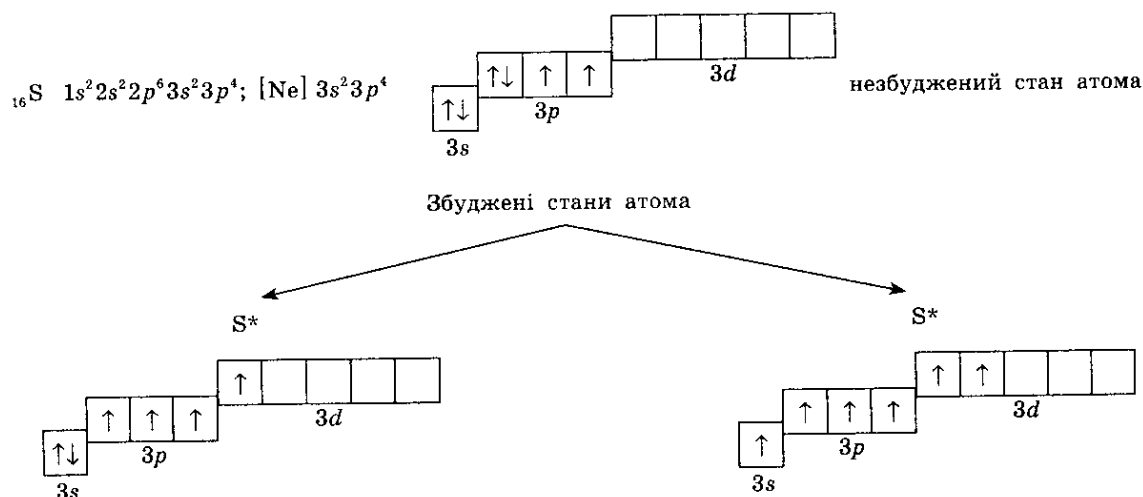 3d
₁₆S 1s²2s²2p⁶3s²3p⁴; [Ne] 3s²3p⁴ ↑↓ ↑ ↑ незбуджений стан атома
3p
↑↓
3s
Збуджені стани атома
S*
S*
↑
↑ ↑ ↑
3d
3p
↑↓
3s
↑ ↑
↑ ↑ ↑
3d
3p
↑
3s